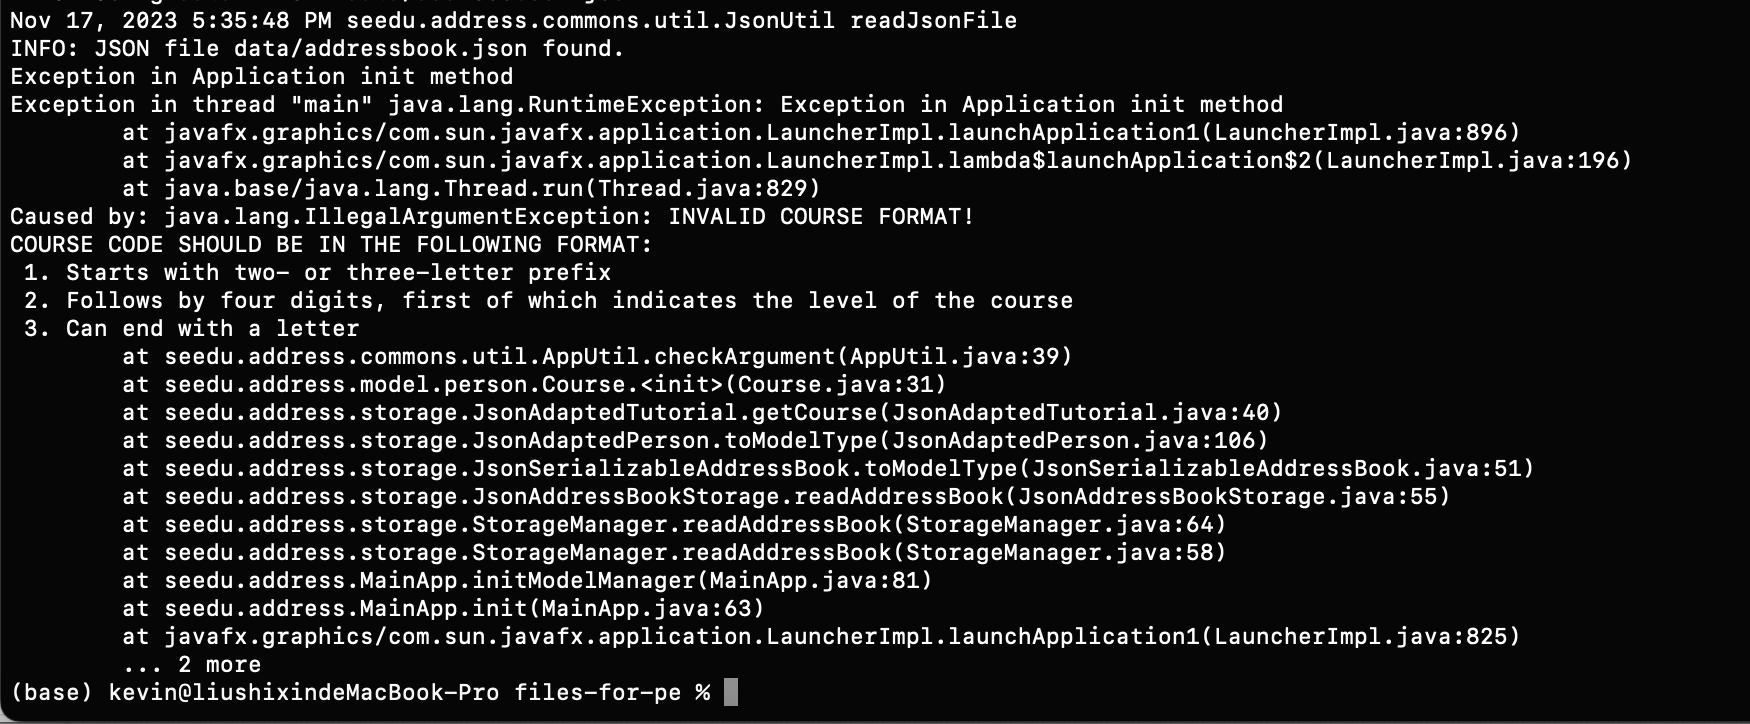 Nov 17, 2023 5:35:48 PM seedu.address.commons.util.JsonUtil readJsonFile
INFO: JSON file data/addressbook.json found.
Exception in Application init method
Exception in thread "main" java.lang.RuntimeException: Exception in Application init method
        at javafx.graphics/com.sun.javafx.application.LauncherImpl.launchApplication1(LauncherImpl.java:896)
        at javafx.graphics/com.sun.javafx.application.LauncherImpl.lambda$launchApplication$2(LauncherImpl.java:196)
        at java.base/java.lang.Thread.run(Thread.java:829)
Caused by: java.lang.IllegalArgumentException: INVALID COURSE FORMAT!
COURSE CODE SHOULD BE IN THE FOLLOWING FORMAT:
 1. Starts with two- or three-letter prefix
 2. Follows by four digits, first of which indicates the level of the course
 3. Can end with a letter
        at seedu.address.commons.util.AppUtil.checkArgument(AppUtil.java:39)
        at seedu.address.model.person.Course.<init>(Course.java:31)
        at seedu.address.storage.JsonAdaptedTutorial.getCourse(JsonAdaptedTutorial.java:40)
        at seedu.address.storage.JsonAdaptedPerson.toModelType(JsonAdaptedPerson.java:106)
        at seedu.address.storage.JsonSerializableAddressBook.toModelType(JsonSerializableAddressBook.java:51)
        at seedu.address.storage.JsonAddressBookStorage.readAddressBook(JsonAddressBookStorage.java:55)
        at seedu.address.storage.StorageManager.readAddressBook(StorageManager.java:64)
        at seedu.address.storage.StorageManager.readAddressBook(StorageManager.java:58)
        at seedu.address.MainApp.initModelManager(MainApp.java:81)
        at seedu.address.MainApp.init(MainApp.java:63)
        at javafx.graphics/com.sun.javafx.application.LauncherImpl.launchApplication1(LauncherImpl.java:825)
        ... 2 more
(base) kevin@liushixindeMacBook-Pro files-for-pe %